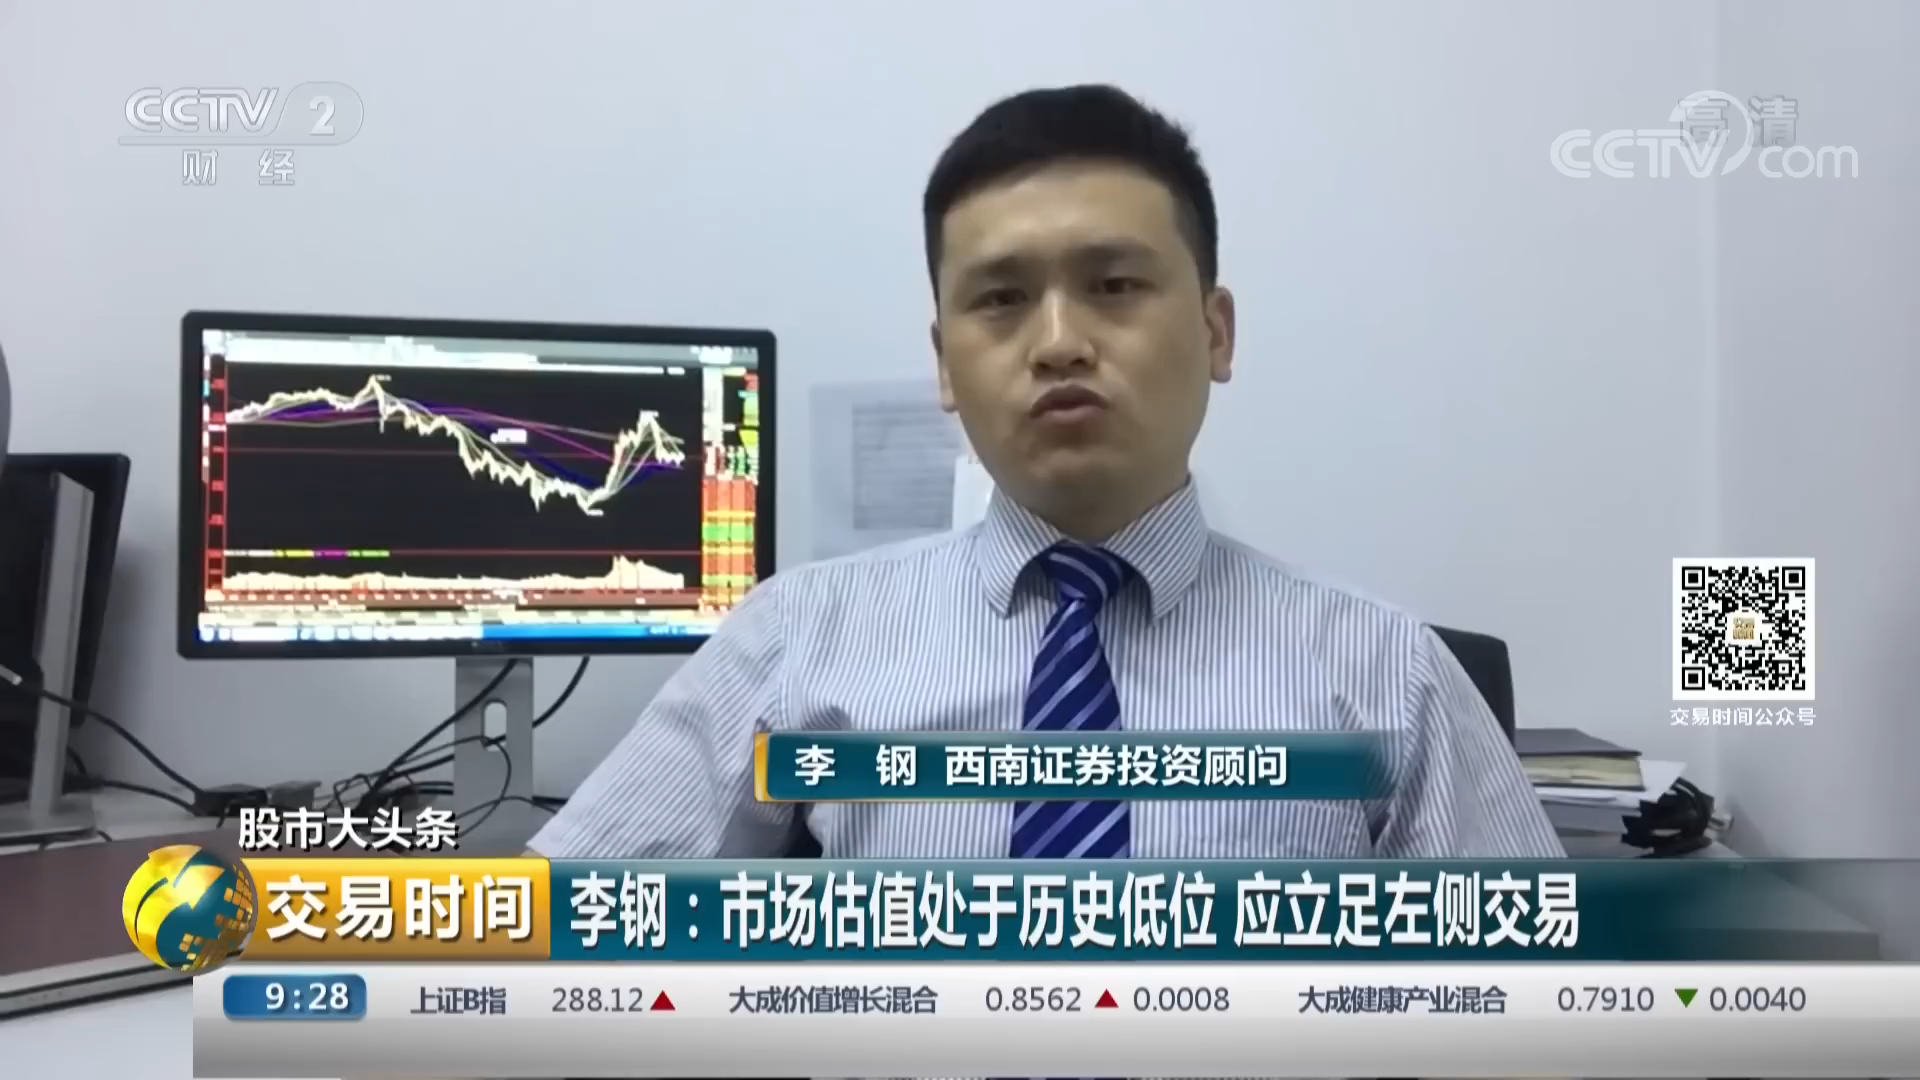 CCTV 2
财 经
高清
CCTV.com
交易时间公众号
李 钢 西南证券投资顾问
股市大头条
交易时间
李钢：市场估值处于历史低位 应立足左侧交易
9:28 上证B指 288.12▲ 大成价值增长混合 0.8562 ▲ 0.0008 大成健康产业混合 0.7910 ▼ 0.0040